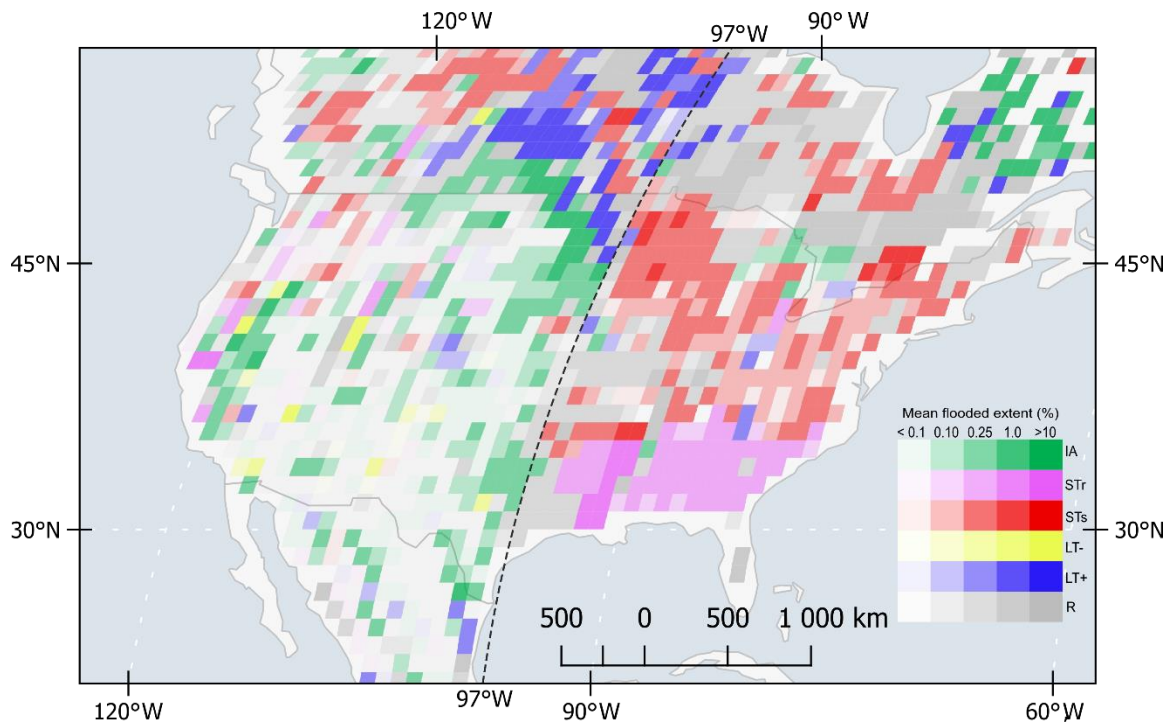 120°W 97°W 90°W
45°N 45°N
Mean flooded extent (%)
< 0.1 0.10 0.25 1.0 >10
IA
STr
STs
LT-
LT+
R
30°N 30°N
500 0 500 1 000 km
120°W 97°W 90°W 60°W